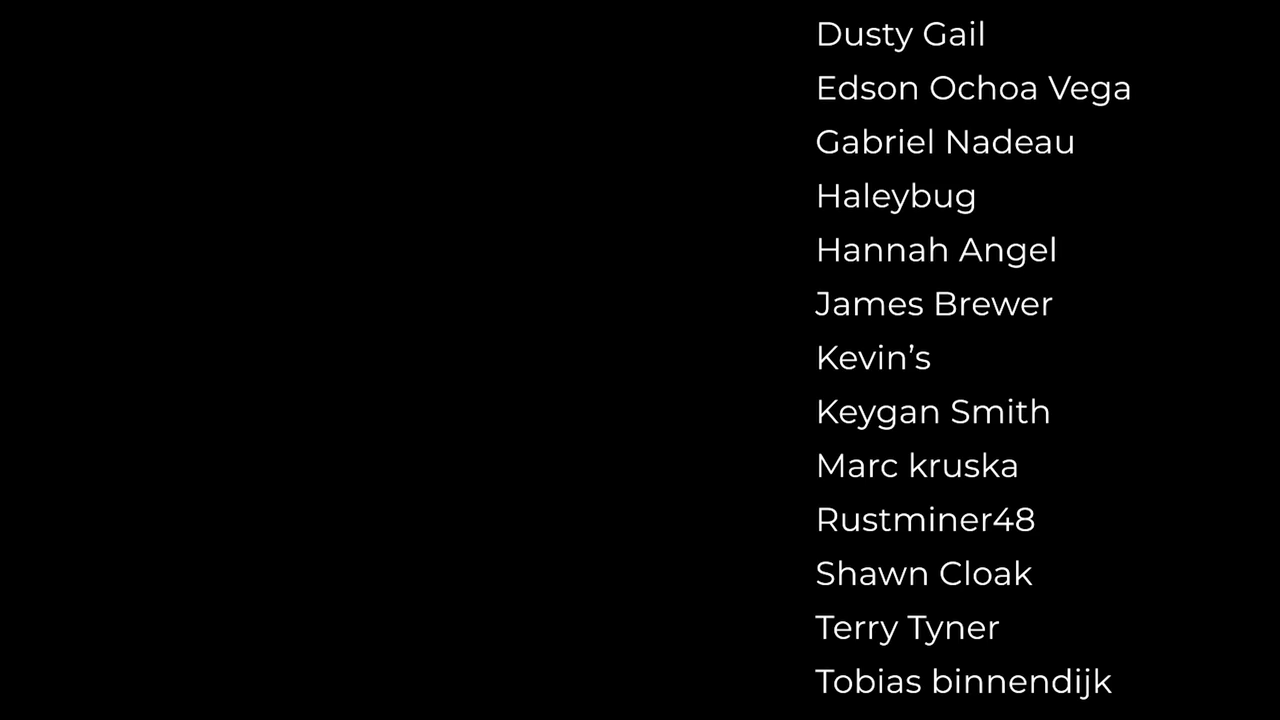 Dusty Gail
Edson Ochoa Vega
Gabriel Nadeau
Haleybug
Hannah Angel
James Brewer
Kevin’s
Keygan Smith
Marc kruska
Rustminer48
Shawn Cloak
Terry Tyner
Tobias binnendijk